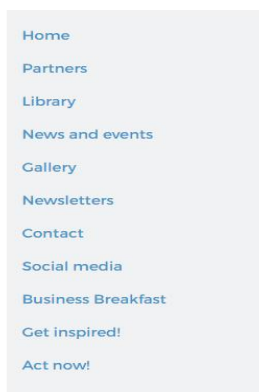 Home
Partners
Library
News and events
Gallery
Newsletters
Contact
Social media
Business Breakfast
Get inspired!
Act now!